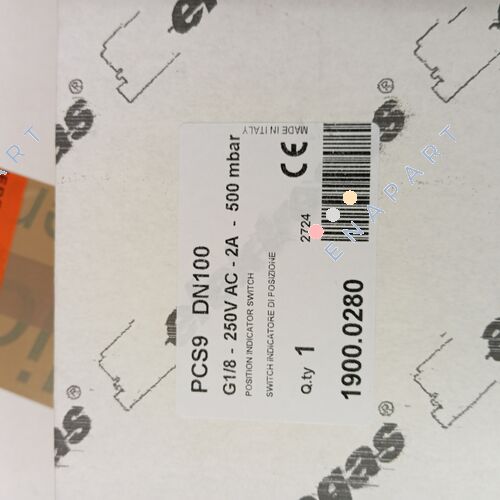 PCS9 DN100
G1/8 - 250V AC - 2A - 500 mbar
POSITION INDICATOR SWITCH
SWITCH INDICATORE DI POSIZIONE
Q.ty 1
2724
CE
MADE IN ITALY
1900.0280
ENAPART